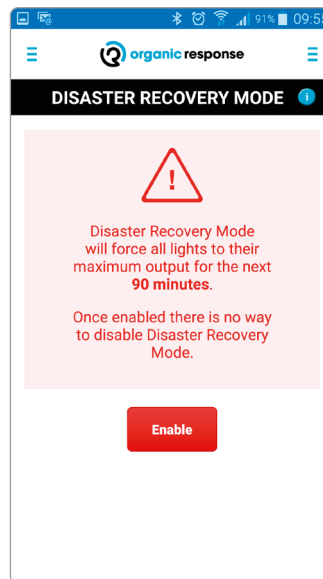 91% 09:55
organic response
DISASTER RECOVERY MODE i
!
Disaster Recovery Mode
will force all lights to their
maximum output for the next
90 minutes.
Once enabled there is no way
to disable Disaster Recovery
Mode.
Enable